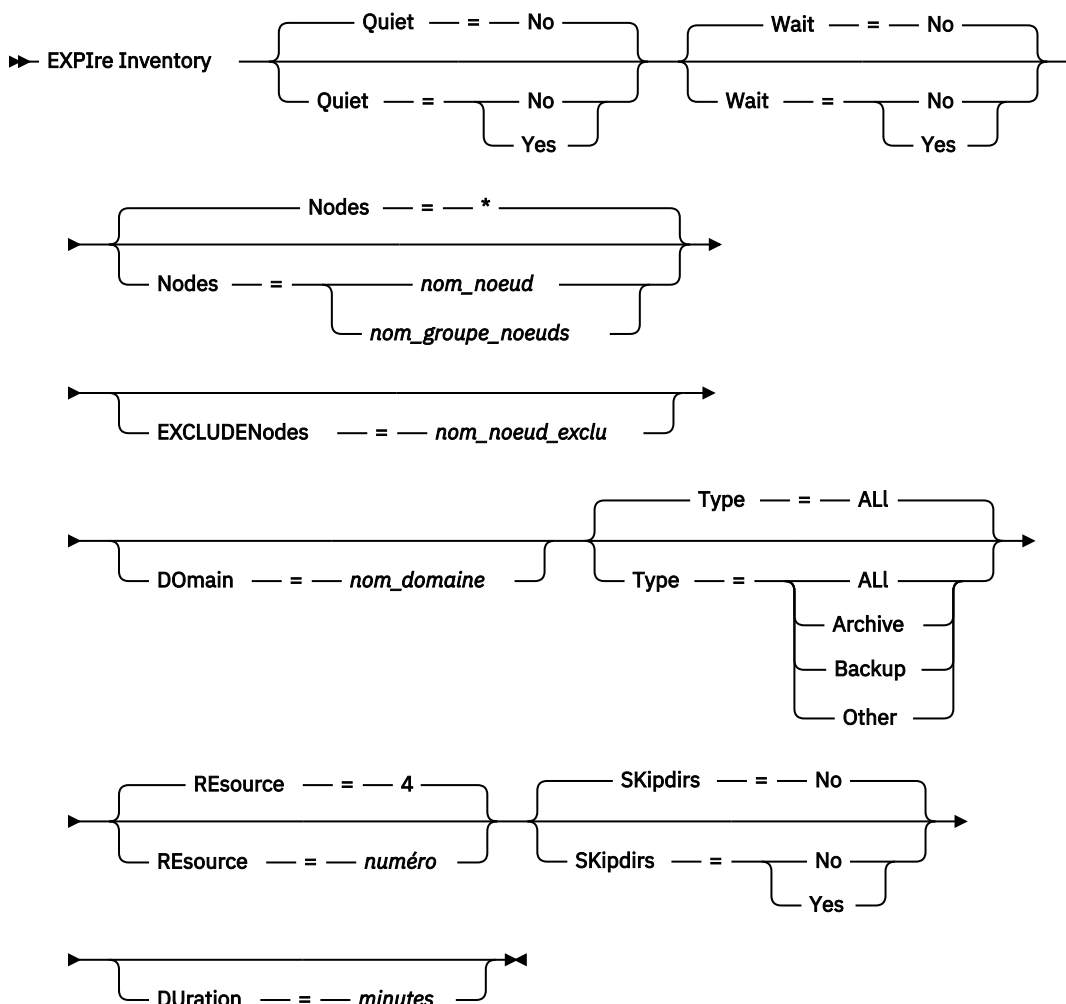 Quiet = No Wait = No
EXPIre Inventory
Quiet = No Wait = No
Yes Yes
Nodes = *
Nodes = nom_noeud
nom_groupe_noeuds
EXCLUDENodes = nom_noeud_exclu
Type = ALl
DOmain = nom_domaine Type = ALl
Archive
Backup
Other
REsource = 4 SKipdirs = No
REsource = numéro SKipdirs = No
Yes
DUration = minutes